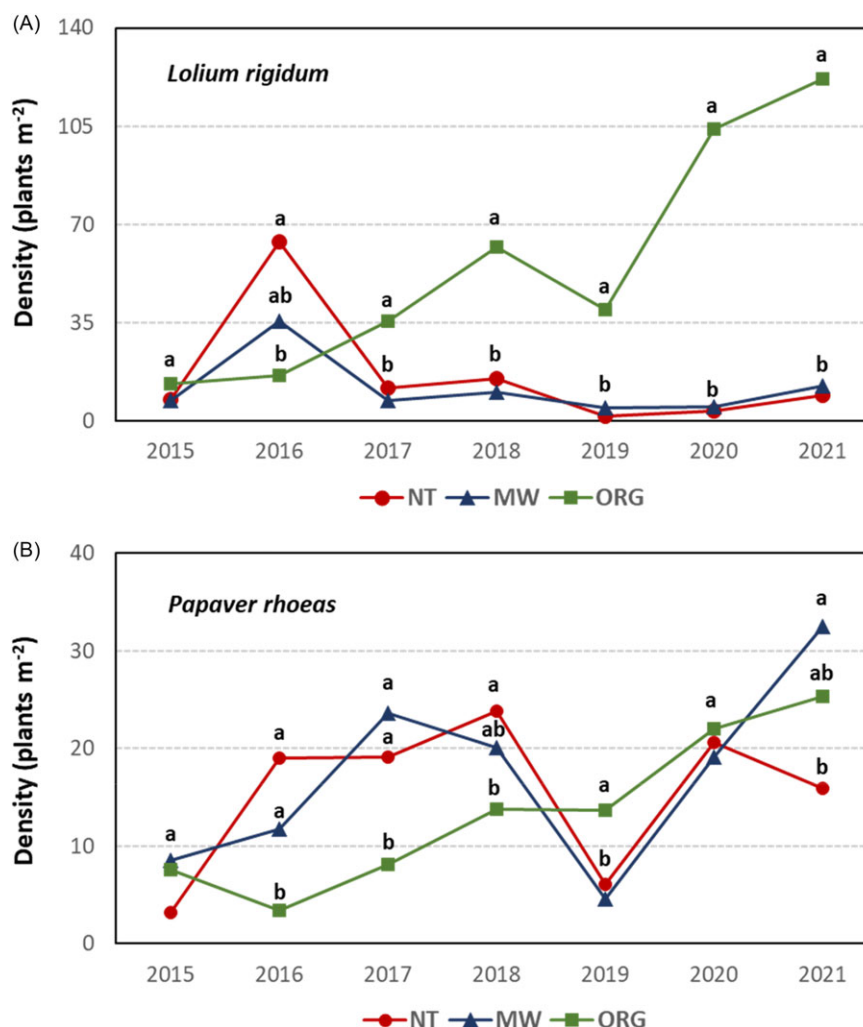 (A)
Lolium rigidum
Density (plants m-2)
140
105
70
35
0
a
a
ab
b
a
b
a
b
a
b
a
b
a
b
2015 2016 2017 2018 2019 2020 2021
NT MW ORG
(B)
Papaver rhoeas
Density (plants m-2)
40
30
20
10
0
a
a
a
b
a
a
b
a
ab
b
a
b
a
a
ab
b
2015 2016 2017 2018 2019 2020 2021
NT MW ORG